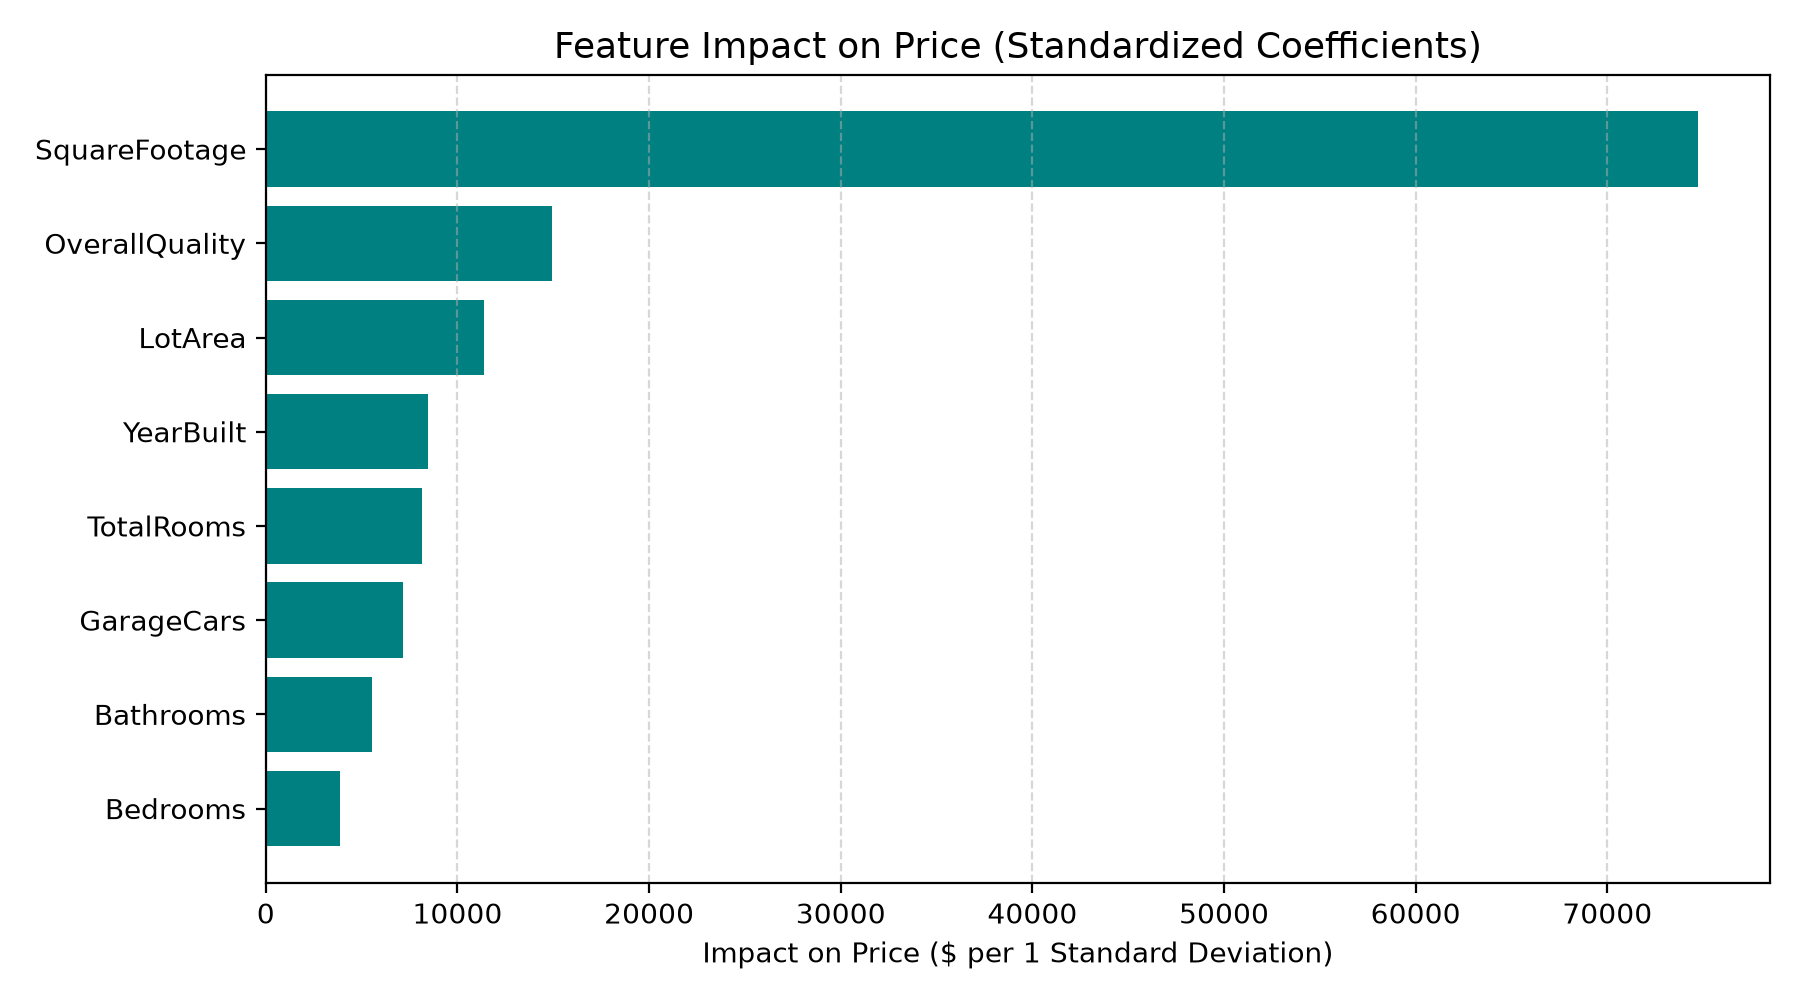 Feature Impact on Price (Standardized Coefficients)
SquareFootage
OverallQuality
LotArea
YearBuilt
TotalRooms
GarageCars
Bathrooms
Bedrooms
0 10000 20000 30000 40000 50000 60000 70000
Impact on Price ($ per 1 Standard Deviation)